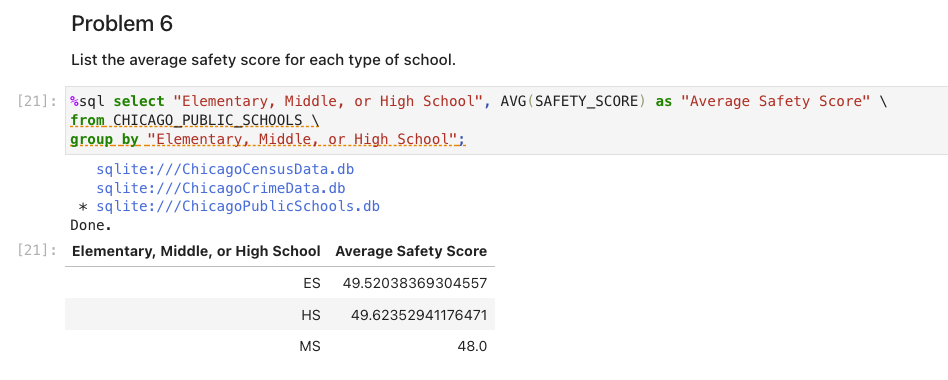 Problem 6
List the average safety score for each type of school.
[21]: %sql select "Elementary, Middle, or High School", AVG(SAFETY_SCORE) as "Average Safety Score" \
from CHICAGO_PUBLIC_SCHOOLS \
group by "Elementary, Middle, or High School";
sqlite:///ChicagoCensusData.db
sqlite:///ChicagoCrimeData.db
* sqlite:///ChicagoPublicSchools.db
Done.
[21]: Elementary, Middle, or High School Average Safety Score
ES 49.52038369304557
HS 49.62352941176471
MS 48.0